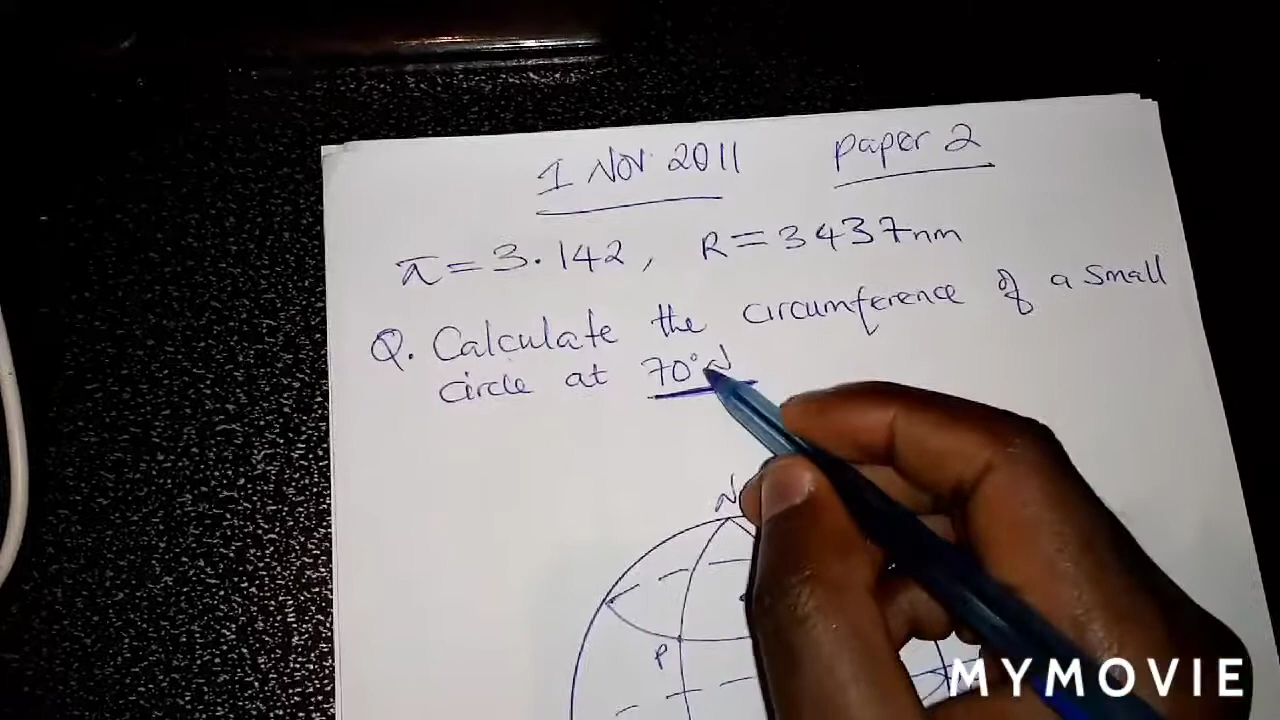 1 Nov 2011 Paper 2
π = 3.142, R = 3437nm
Q. Calculate the circumference of a small
circle at 70°N
N
P
MYMOVIE